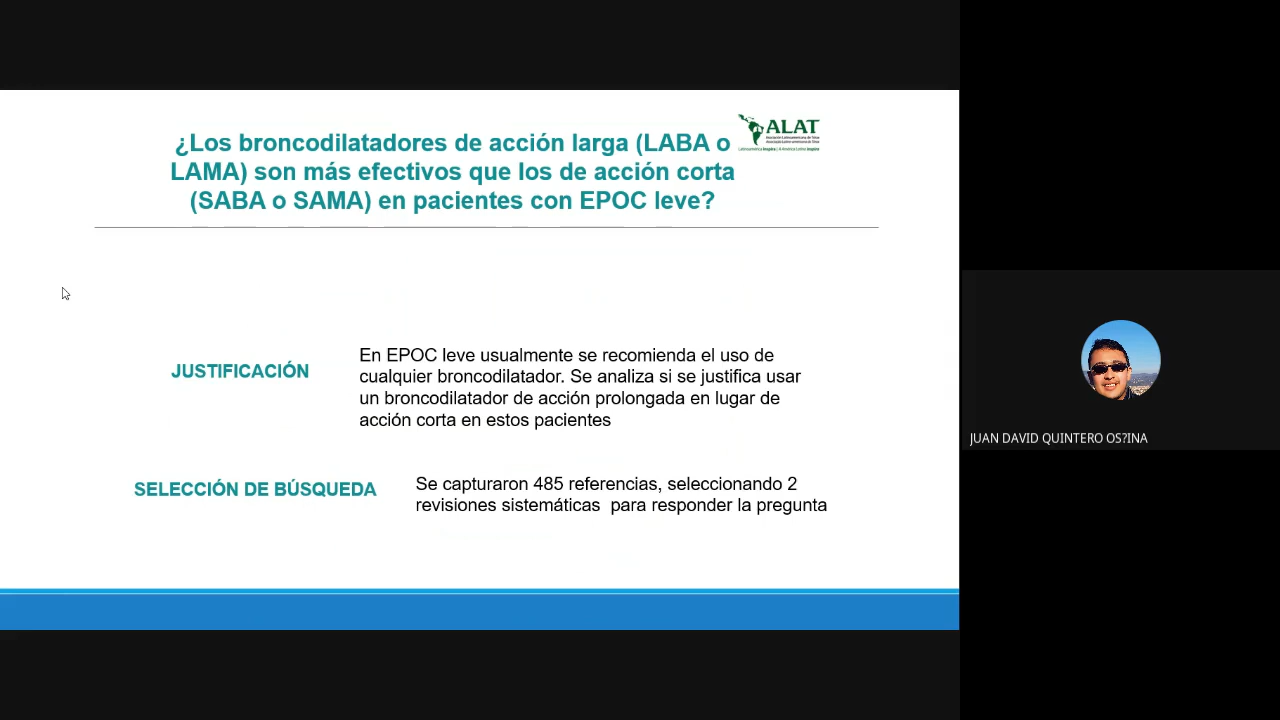 ¿Los broncodilatadores de acción larga (LABA o
LAMA) son más efectivos que los de acción corta
(SABA o SAMA) en pacientes con EPOC leve?
ALAT
JUSTIFICACIÓN
En EPOC leve usualmente se recomienda el uso de
cualquier broncodilatador. Se analiza si se justifica usar
un broncodilatador de acción prolongada en lugar de
acción corta en estos pacientes
SELECCIÓN DE BÚSQUEDA
Se capturaron 485 referencias, seleccionando 2
revisiones sistemáticas para responder la pregunta
JUAN DAVID QUINTERO OS?INA